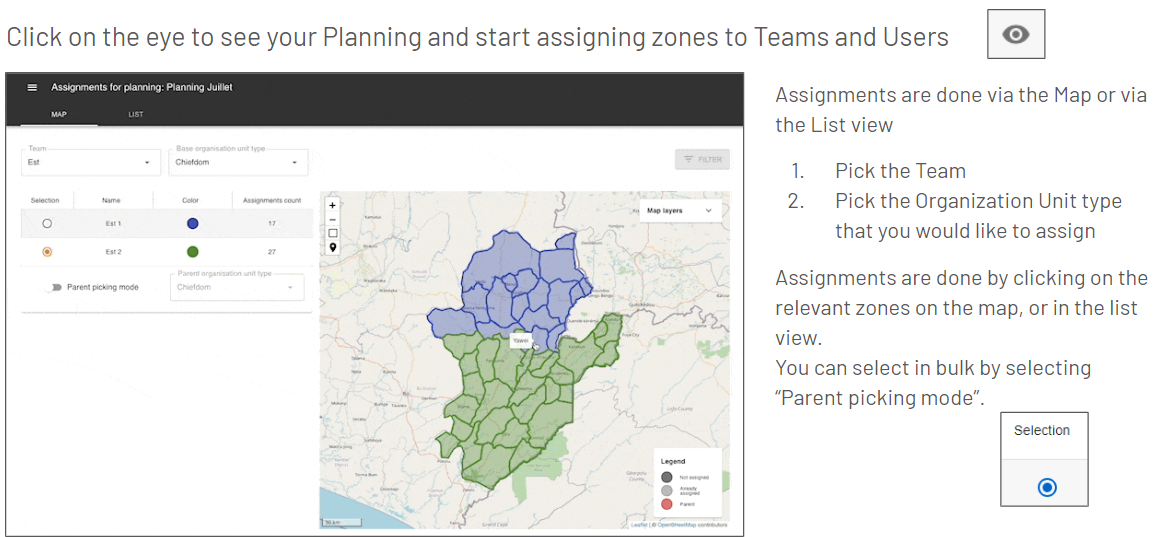 Click on the eye to see your Planning and start assigning zones to Teams and Users
Assignments for planning: Planning Juillet
MAP LIST
Team
Est
Base organisation unit type
Chiefdom
FILTER
Selection Name Color Assignments count
Est 1 17
Est 2 27
Parent picking mode
Parent organisation unit type
Chiefdom
+
−
Map layers
Yawei
Legend
Not assigned
Already
assigned
Parent
50 km
Leaflet | © OpenStreetMap contributors
Assignments are done via the Map or via
the List view
1. Pick the Team
2. Pick the Organization Unit type
that you would like to assign
Assignments are done by clicking on the
relevant zones on the map, or in the list
view.
You can select in bulk by selecting
“Parent picking mode”.
Selection